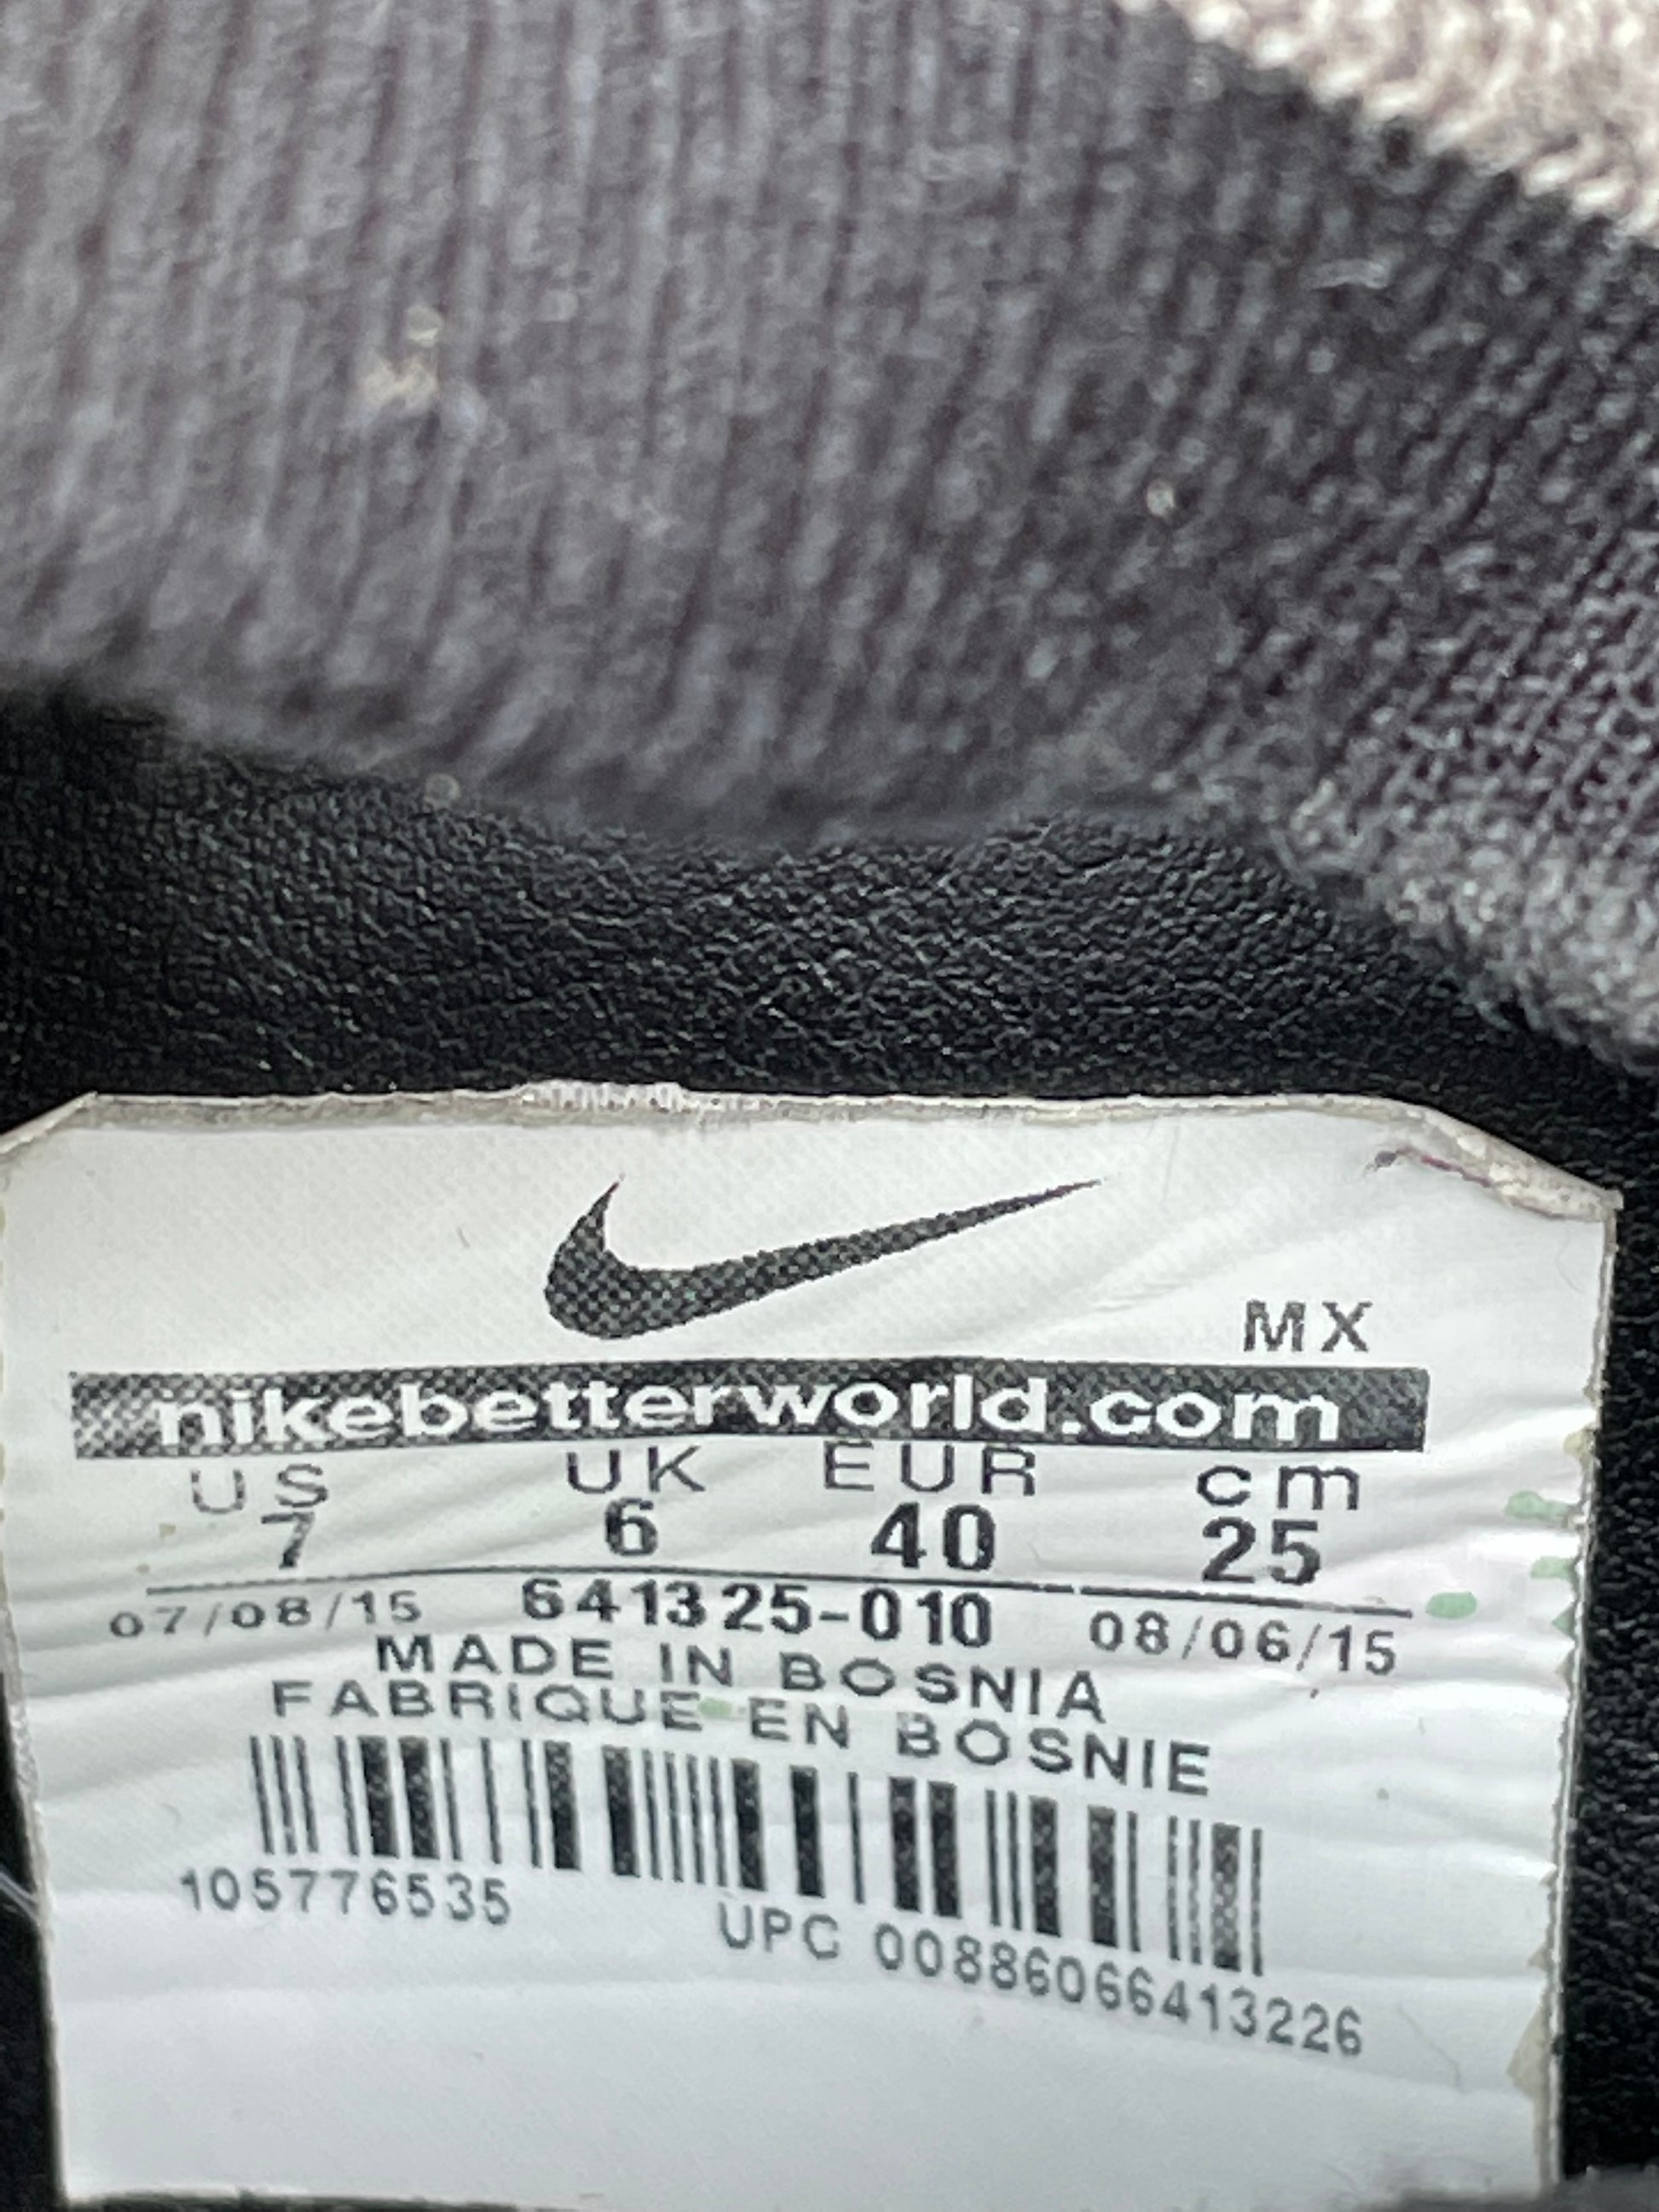 MX
nikebetterworld.com
US UK EUR cm
7 6 40 25
07/08/15 641325-010 08/06/15
MADE IN BOSNIA
FABRIQUE EN BOSNIE
105776535 UPC 00886066413226